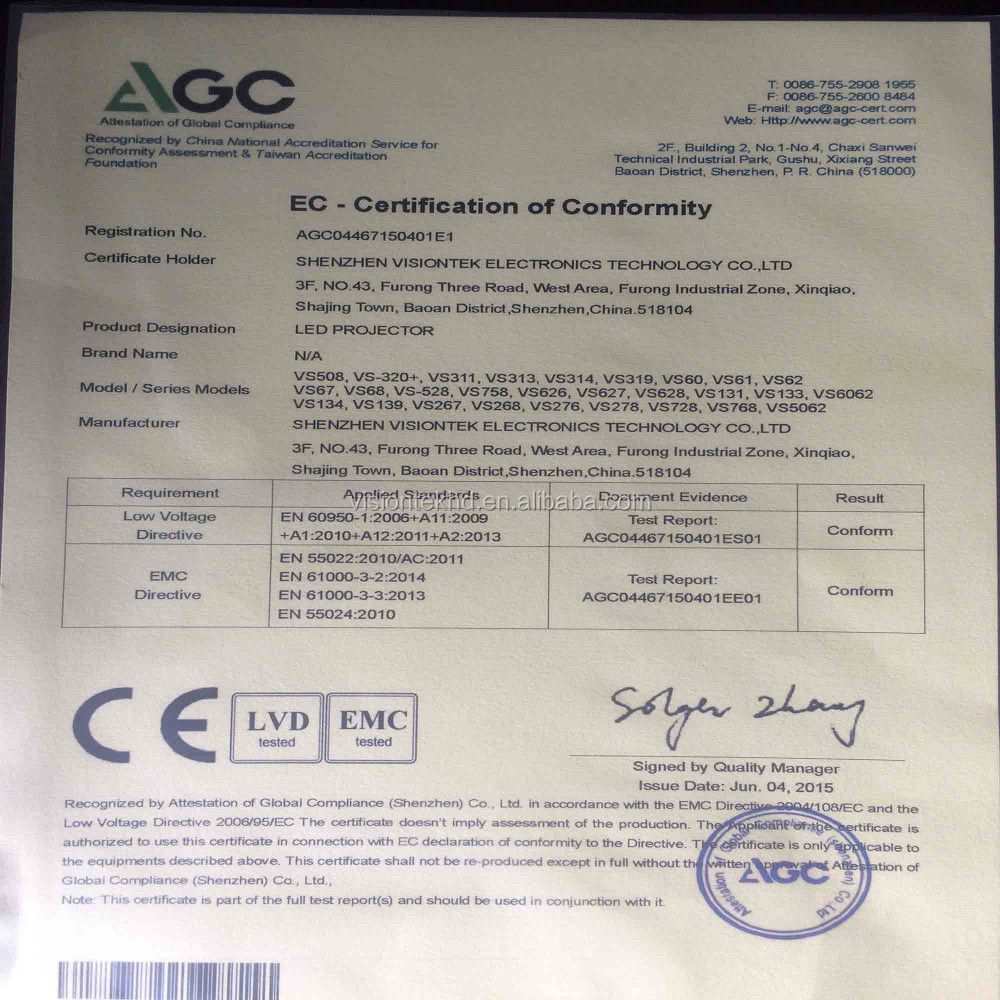 AGC
Attestation of Global Compliance
Recognized by China National Accreditation Service for
Conformity Assessment & Taiwan Accreditation
Foundation
T: 0086-755-2908 1955
F: 0086-755-2600 8484
E-mail: agc@agc-cert.com
Web: Http://www.agc-cert.com
2F., Building 2, No.1-No.4, Chaxi Sanwei
Technical Industrial Park, Gushu, Xixiang Street
Baoan District, Shenzhen, P. R. China (518000)
EC - Certification of Conformity
Registration No. AGC04467150401E1
Certificate Holder SHENZHEN VISIONTEK ELECTRONICS TECHNOLOGY CO.,LTD
3F, NO.43, Furong Three Road, West Area, Furong Industrial Zone, Xinqiao,
Shajing Town, Baoan District,Shenzhen,China.518104
Product Designation LED PROJECTOR
Brand Name N/A
Model / Series Models
VS508, VS-320+, VS311, VS313, VS314, VS319, VS60, VS61, VS62
VS67, VS68, VS-528, VS758, VS626, VS627, VS628, VS131, VS133, VS6062
VS134, VS139, VS267, VS268, VS276, VS278, VS728, VS768, VS5062
Manufacturer SHENZHEN VISIONTEK ELECTRONICS TECHNOLOGY CO.,LTD
3F, NO.43, Furong Three Road, West Area, Furong Industrial Zone, Xinqiao,
Shajing Town, Baoan District,Shenzhen,China.518104
Requirement Applied Standards Document Evidence Result
visiontekhd.en.alibaba.com
Low Voltage
Directive
EN 60950-1:2006+A11:2009
+A1:2010+A12:2011+A2:2013
Test Report:
AGC04467150401ES01
Conform
EMC
Directive
EN 55022:2010/AC:2011
EN 61000-3-2:2014
EN 61000-3-3:2013
EN 55024:2010
Test Report:
AGC04467150401EE01
Conform
CE
LVD
tested
EMC
tested
Solger Zhang
Signed by Quality Manager
Issue Date: Jun. 04, 2015
Recognized by Attestation of Global Compliance (Shenzhen) Co., Ltd. in accordance with the EMC Directive 2004/108/EC and the
Low Voltage Directive 2006/95/EC The certificate doesn't imply assessment of the production. The Applicant of the certificate is
authorized to use this certificate in connection with EC declaration of conformity to the Directive. The certificate is only applicable to
the equipments described above. This certificate shall not be re-produced except in full without the written approval of Attestation of
Global Compliance (Shenzhen) Co., Ltd.,
Note: This certificate is part of the full test report(s) and should be used in conjunction with it.
Attestation of Global Compliance (Shenzhen) Co., Ltd
AGC